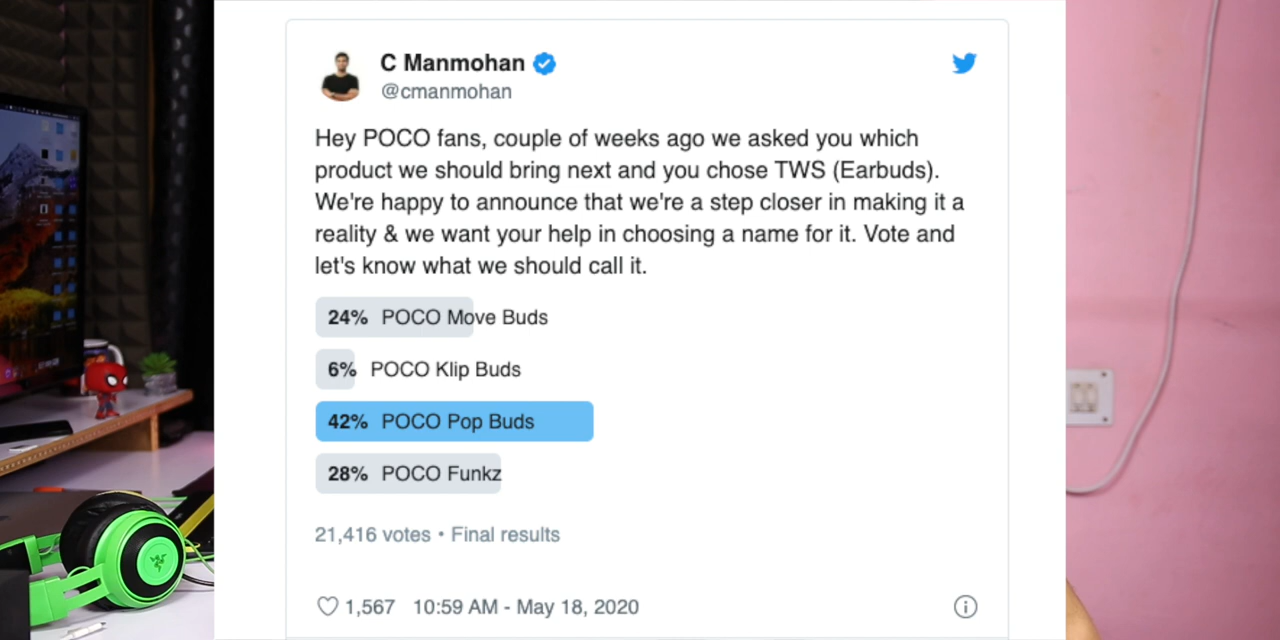 C Manmohan
@cmanmohan
Hey POCO fans, couple of weeks ago we asked you which
product we should bring next and you chose TWS (Earbuds).
We're happy to announce that we're a step closer in making it a
reality & we want your help in choosing a name for it. Vote and
let's know what we should call it.
24% POCO Move Buds
6% POCO Klip Buds
42% POCO Pop Buds
28% POCO Funkz
21,416 votes • Final results
1,567 10:59 AM - May 18, 2020